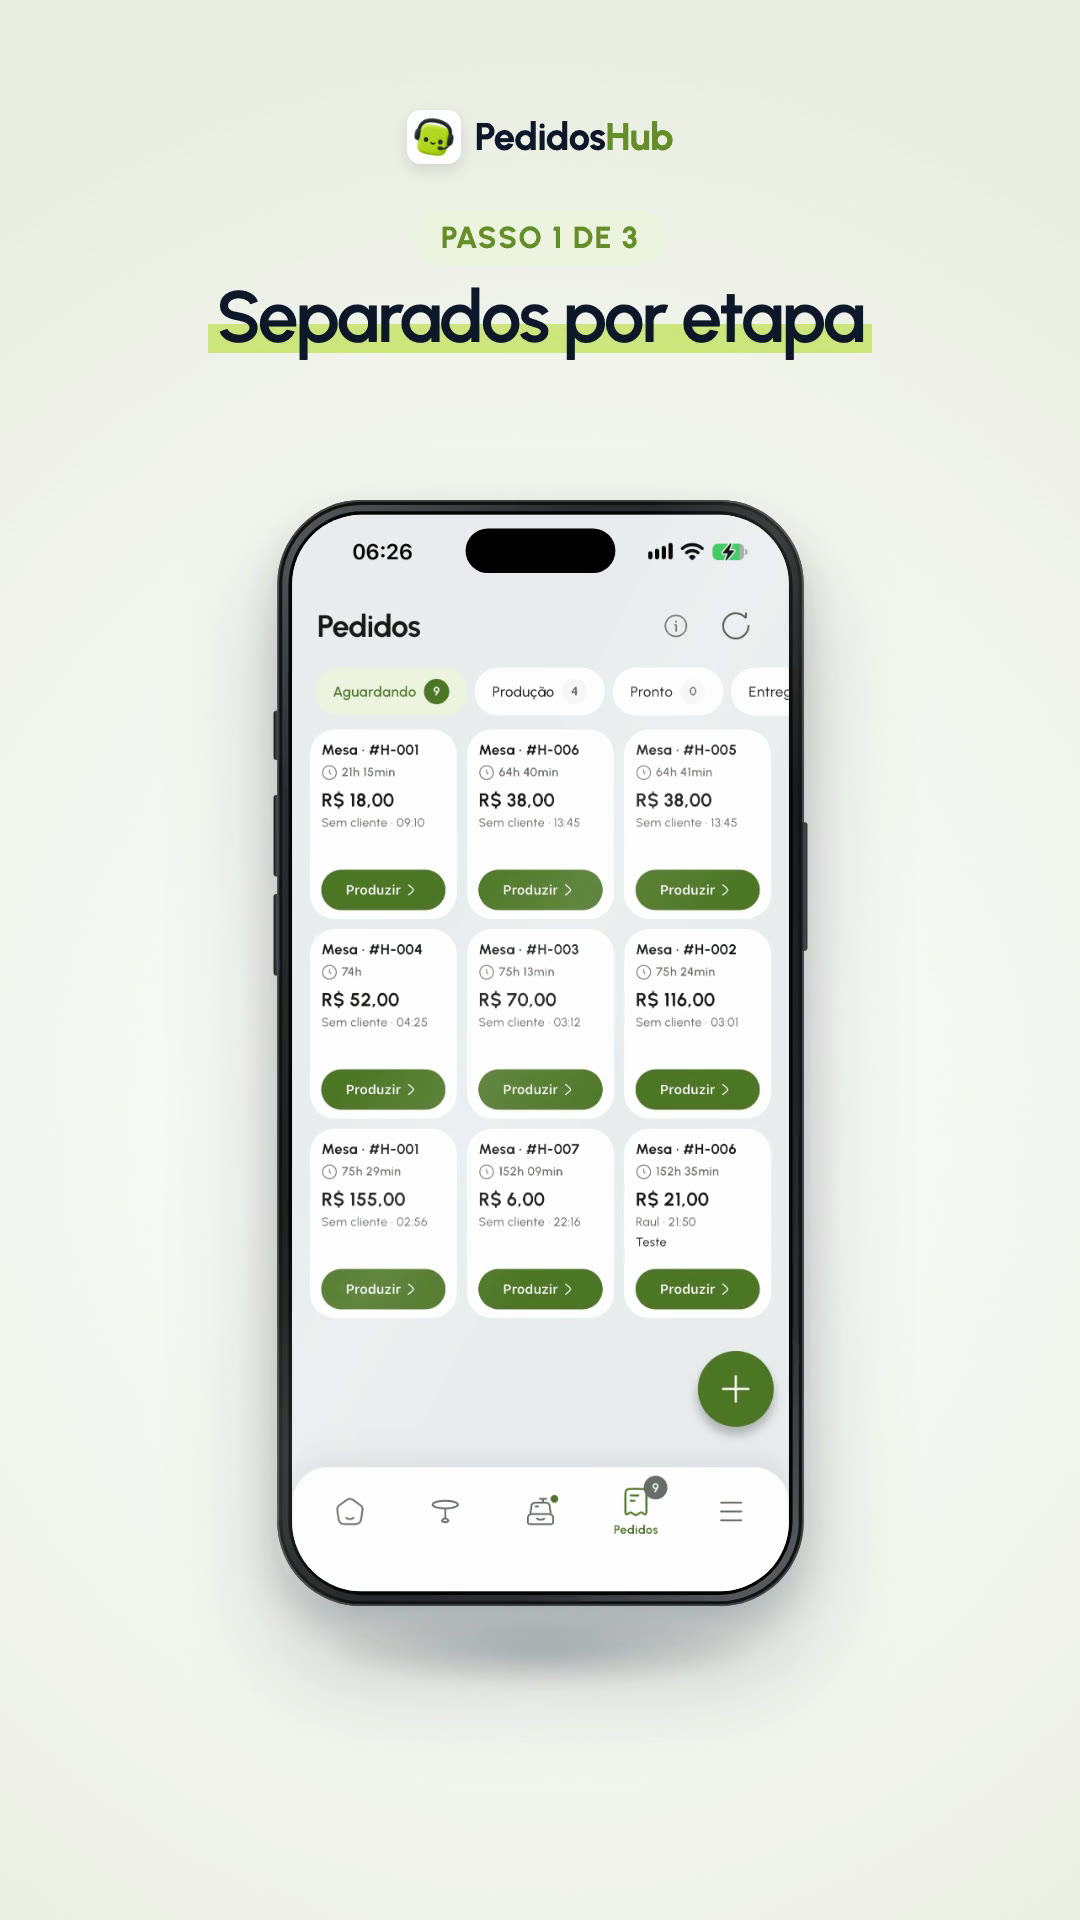 PedidosHub
PASSO 1 DE 3
Separados por etapa
06:26
Pedidos
Aguardando 9 Produção 4 Pronto 0 Entreg
Mesa · #H-001 Mesa · #H-006 Mesa · #H-005
21h 15min 64h 40min 64h 41min
R$ 18,00 R$ 38,00 R$ 38,00
Sem cliente · 09:10 Sem cliente · 13:45 Sem cliente · 13:45
Produzir Produzir Produzir
Mesa · #H-004 Mesa · #H-003 Mesa · #H-002
74h 75h 13min 75h 24min
R$ 52,00 R$ 70,00 R$ 116,00
Sem cliente · 04:25 Sem cliente · 03:12 Sem cliente · 03:01
Produzir Produzir Produzir
Mesa · #H-001 Mesa · #H-007 Mesa · #H-006
75h 29min 152h 09min 152h 35min
R$ 155,00 R$ 6,00 R$ 21,00
Sem cliente · 02:56 Sem cliente · 22:16 Raul · 21:50
Teste
Produzir Produzir Produzir
9
Pedidos